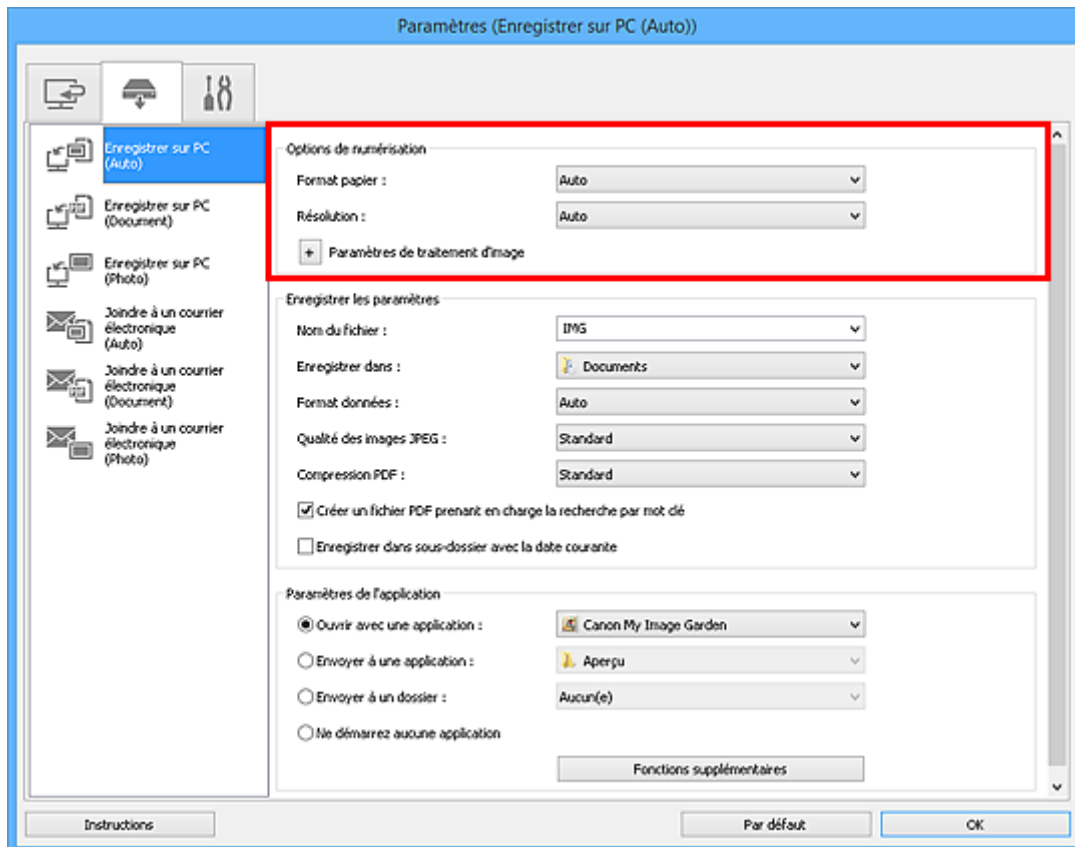 Paramètres (Enregistrer sur PC (Auto))
Enregistrer sur PC
(Auto)
Enregistrer sur PC
(Document)
Enregistrer sur PC
(Photo)
Joindre à un courrier
électronique
(Auto)
Joindre à un courrier
électronique
(Document)
Joindre à un courrier
électronique
(Photo)
Options de numérisation
Format papier : Auto
Résolution : Auto
+ Paramètres de traitement d'image
Enregistrer les paramètres
Nom du fichier : IMG
Enregistrer dans : Documents
Format données : Auto
Qualité des images JPEG : Standard
Compression PDF : Standard
Créer un fichier PDF prenant en charge la recherche par mot clé
Enregistrer dans sous-dossier avec la date courante
Paramètres de l'application
Ouvrir avec une application : Canon My Image Garden
Envoyer à une application : Aperçu
Envoyer à un dossier : Aucun(e)
Ne démarrez aucune application
Fonctions supplémentaires
Instructions Par défaut OK